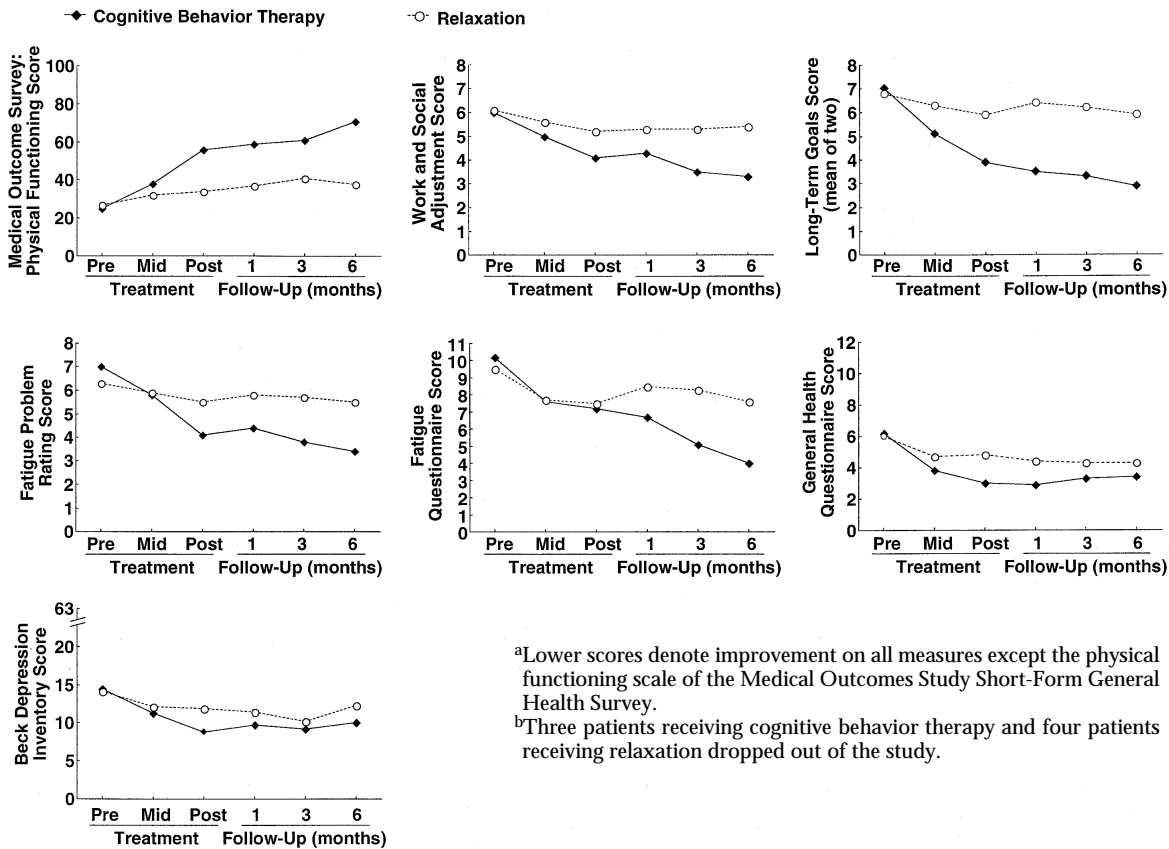 Cognitive Behavior Therapy
Relaxation
Medical Outcome Survey:
Physical Functioning Score
100
80
60
40
20
0
Pre Mid Post 1 3 6
Treatment Follow-Up (months)
Work and Social
Adjustment Score
8
7
6
5
4
3
2
1
0
Pre Mid Post 1 3 6
Treatment Follow-Up (months)
Long-Term Goals Score
(mean of two)
8
7
6
5
4
3
2
1
0
Pre Mid Post 1 3 6
Treatment Follow-Up (months)
Fatigue Problem
Rating Score
8
7
6
5
4
3
2
1
0
Pre Mid Post 1 3 6
Treatment Follow-Up (months)
Fatigue
Questionnaire Score
11
10
9
8
7
6
5
4
3
2
1
0
Pre Mid Post 1 3 6
Treatment Follow-Up (months)
General Health
Questionnaire Score
12
10
8
6
4
2
0
Pre Mid Post 1 3 6
Treatment Follow-Up (months)
Beck Depression
Inventory Score
63
20
15
10
5
0
Pre Mid Post 1 3 6
Treatment Follow-Up (months)
aLower scores denote improvement on all measures except the physical
functioning scale of the Medical Outcomes Study Short-Form General
Health Survey.
bThree patients receiving cognitive behavior therapy and four patients
receiving relaxation dropped out of the study.